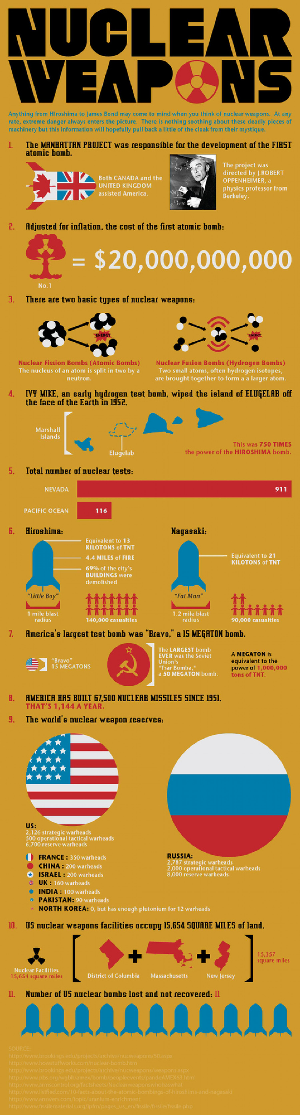 NUCLEAR
WEAPONS
Anything from Hiroshima to James Bond may come to mind when you think of nuclear weapons. At any
rate, extreme danger always enters the picture. There is nothing soothing about these deadly pieces of
machinery but this information will hopefully pull back a little of the cloak from their mystique.
1. The MANHATTAN PROJECT was responsible for the development of the FIRST
atomic bomb.
Both CANADA and the
UNITED KINGDOM
assisted America.
The project was
directed by J.ROBERT
OPPENHEIMER, a
physics professor from
Berkeley.
2. Adjusted for inflation, the cost of the first atomic bomb:
No.1
= $20,000,000,000
3. There are two basic types of nuclear weapons:
Nuclear Fission Bombs (Atomic Bombs)
The nucleus of an atom is split in two by a
neutron.
Nuclear Fusion Bombs (Hydrogen Bombs)
Two small atoms, often hydrogen isotopes,
are brought together to form a a larger atom.
4. IVY MIKE, an early hydrogen test bomb, wiped the island of ELUGELAB off
the face of the Earth in 1952.
Marshall
Islands
Elugelab
This was 750 TIMES
the power of the HIROSHIMA bomb.
5. Total number of nuclear tests:
NEVADA
911
PACIFIC OCEAN
116
6. Hiroshima:
Equivalent to 13
KILOTONS of TNT
4.4 MILES of FIRE
69% of the city's
BUILDINGS were
demolished
"Little Boy"
1 mile blast
radius
140,000 casualties
Nagasaki:
Equivalent to 21
KILOTONS of TNT
"Fat Man"
1.2 mile blast
radius
90,000 casualties
7. America's largest test bomb was "Bravo," a 15 MEGATON bomb.
"Bravo"
15 MEGATONS
The LARGEST bomb
EVER was the Soviet
Union's
"Tsar Bomba,"
a 50 MEGATON bomb
A MEGATON is
equivalent to the
power of 1,000,000
tons of TNT.
8. AMERICA HAS BUILT 67,500 NUCLEAR MISSILES SINCE 1951.
THAT'S 1,144 A YEAR.
9. The world's nuclear weapon reserves:
US:
2,126 strategic warheads
500 operational tactical warheads
6,700 reserve warheads
RUSSIA:
2,787 strategic warheads
2,000 operational tactical warheads
8,000 reserve warheads
FRANCE : 350 warheads
CHINA : 200 warheads
ISRAEL : 200 warheads
UK : 160 warheads
INDIA : 100 warheads
PAKISTAN: 90 warheads
NORTH KOREA: 0, but has enough plutonium for 12 warheads
10. US nuclear weapons facilities occupy 15,654 SQUARE MILES of land.
Nuclear Facilities
15,654 square miles
District of Columbia
Massachusetts
New Jersey
15,357
square miles
11. Number of US nuclear bombs lost and not recovered: 11